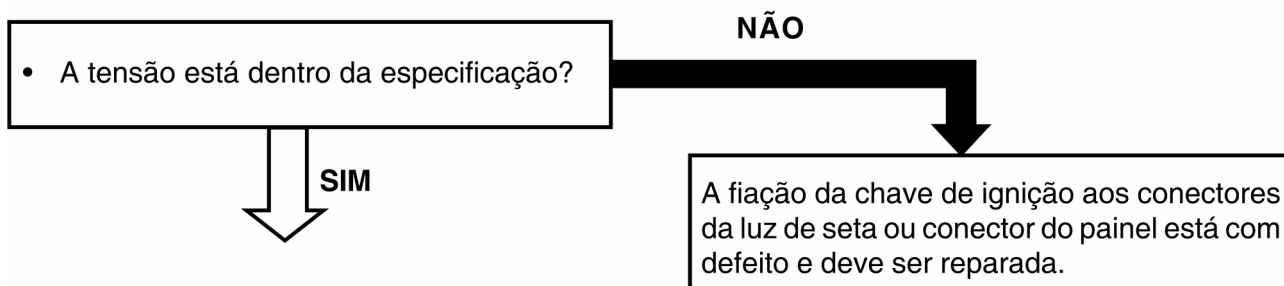 NÃO
• A tensão está dentro da especificação?
SIM
A fiação da chave de ignição aos conectores
da luz de seta ou conector do painel está com
defeito e deve ser reparada.